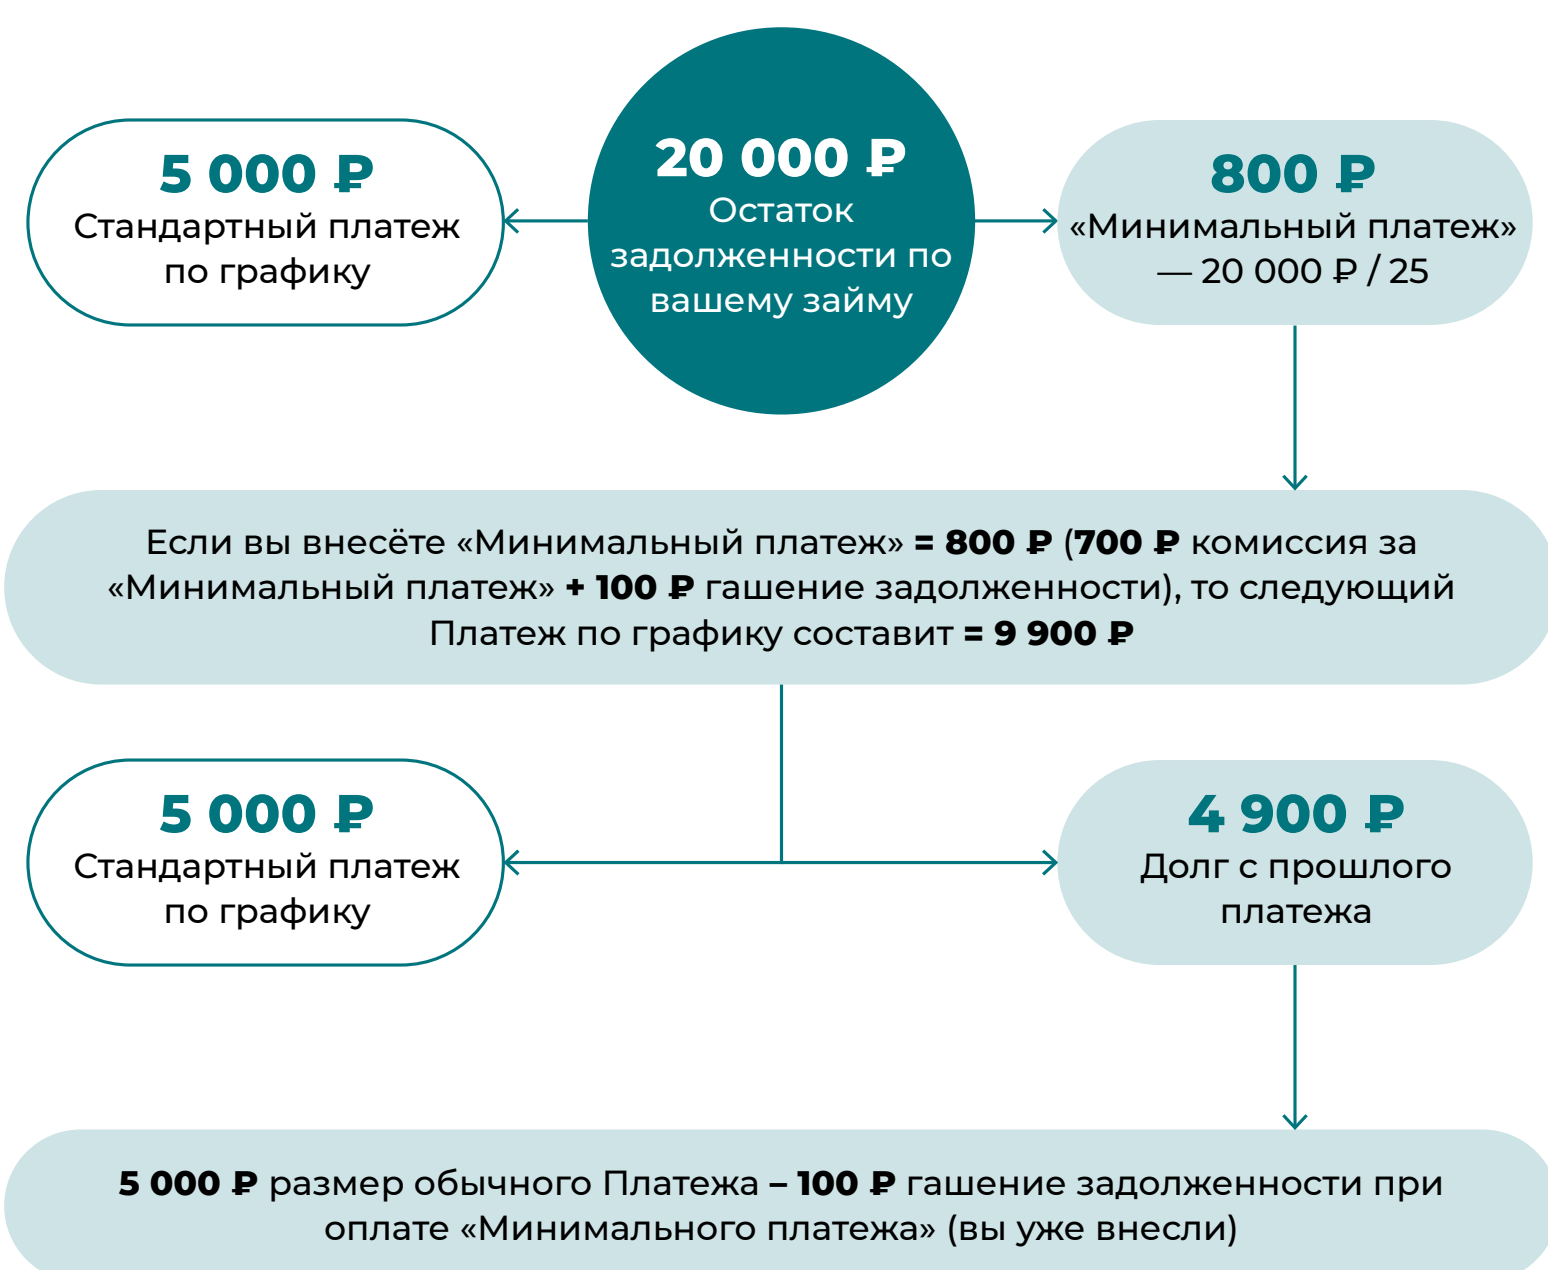 5 000 ₽
Стандартный платеж
по графику
20 000 ₽
Остаток
задолженности по
вашему займу
800 ₽
«Минимальный платеж»
— 20 000 ₽ / 25
Если вы внесёте «Минимальный платеж» = 800 ₽ (700 ₽ комиссия за
«Минимальный платеж» + 100 ₽ гашение задолженности), то следующий
Платеж по графику составит = 9 900 ₽
5 000 ₽
Стандартный платеж
по графику
4 900 ₽
Долг с прошлого
платежа
5 000 ₽ размер обычного Платежа – 100 ₽ гашение задолженности при
оплате «Минимального платежа» (вы уже внесли)